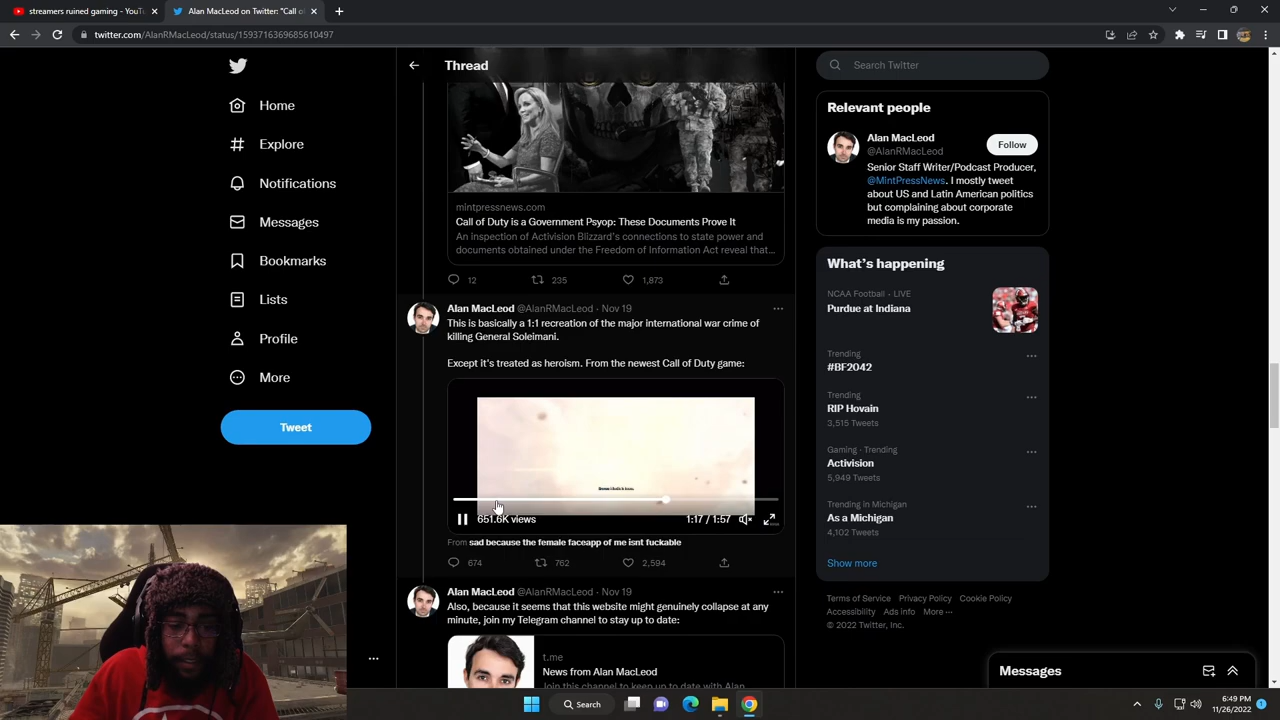 streamers ruined gaming - YouT
Alan MacLeod on Twitter: "Call of
twitter.com/AlanRMacLeod/status/1593716369685610497
Home
Explore
Notifications
Messages
Bookmarks
Lists
Profile
More
Tweet
Thread
mintpressnews.com
Call of Duty is a Government Psyop: These Documents Prove It
An inspection of Activision Blizzard's connections to state power and
documents obtained under the Freedom of Information Act reveal that...
12 235 1,873
Alan MacLeod @AlanRMacLeod · Nov 19
This is basically a 1:1 recreation of the major international war crime of
killing General Soleimani.
Except it's treated as heroism. From the newest Call of Duty game:
651.6K views 1:17 / 1:57
From sad because the female faceapp of me isnt fuckable
674 762 2,594
Alan MacLeod @AlanRMacLeod · Nov 19
Also, because it seems that this website might genuinely collapse at any
minute, join my Telegram channel to stay up to date:
t.me
News from Alan MacLeod
Join this channel to keep up to date with Alan
Search Twitter
Relevant people
Alan MacLeod
@AlanRMacLeod
Follow
Senior Staff Writer/Podcast Producer,
@MintPressNews. I mostly tweet
about US and Latin American politics
but complaining about corporate
media is my passion.
What's happening
NCAA Football · LIVE
Purdue at Indiana
Trending
#BF2042
Trending
RIP Hovain
3,515 Tweets
Gaming · Trending
Activision
5,949 Tweets
Trending in Michigan
As a Michigan
4,102 Tweets
Show more
Terms of Service Privacy Policy Cookie Policy
Accessibility Ads info More ···
© 2022 Twitter, Inc.
Messages
Search
6:49 PM
11/26/2022